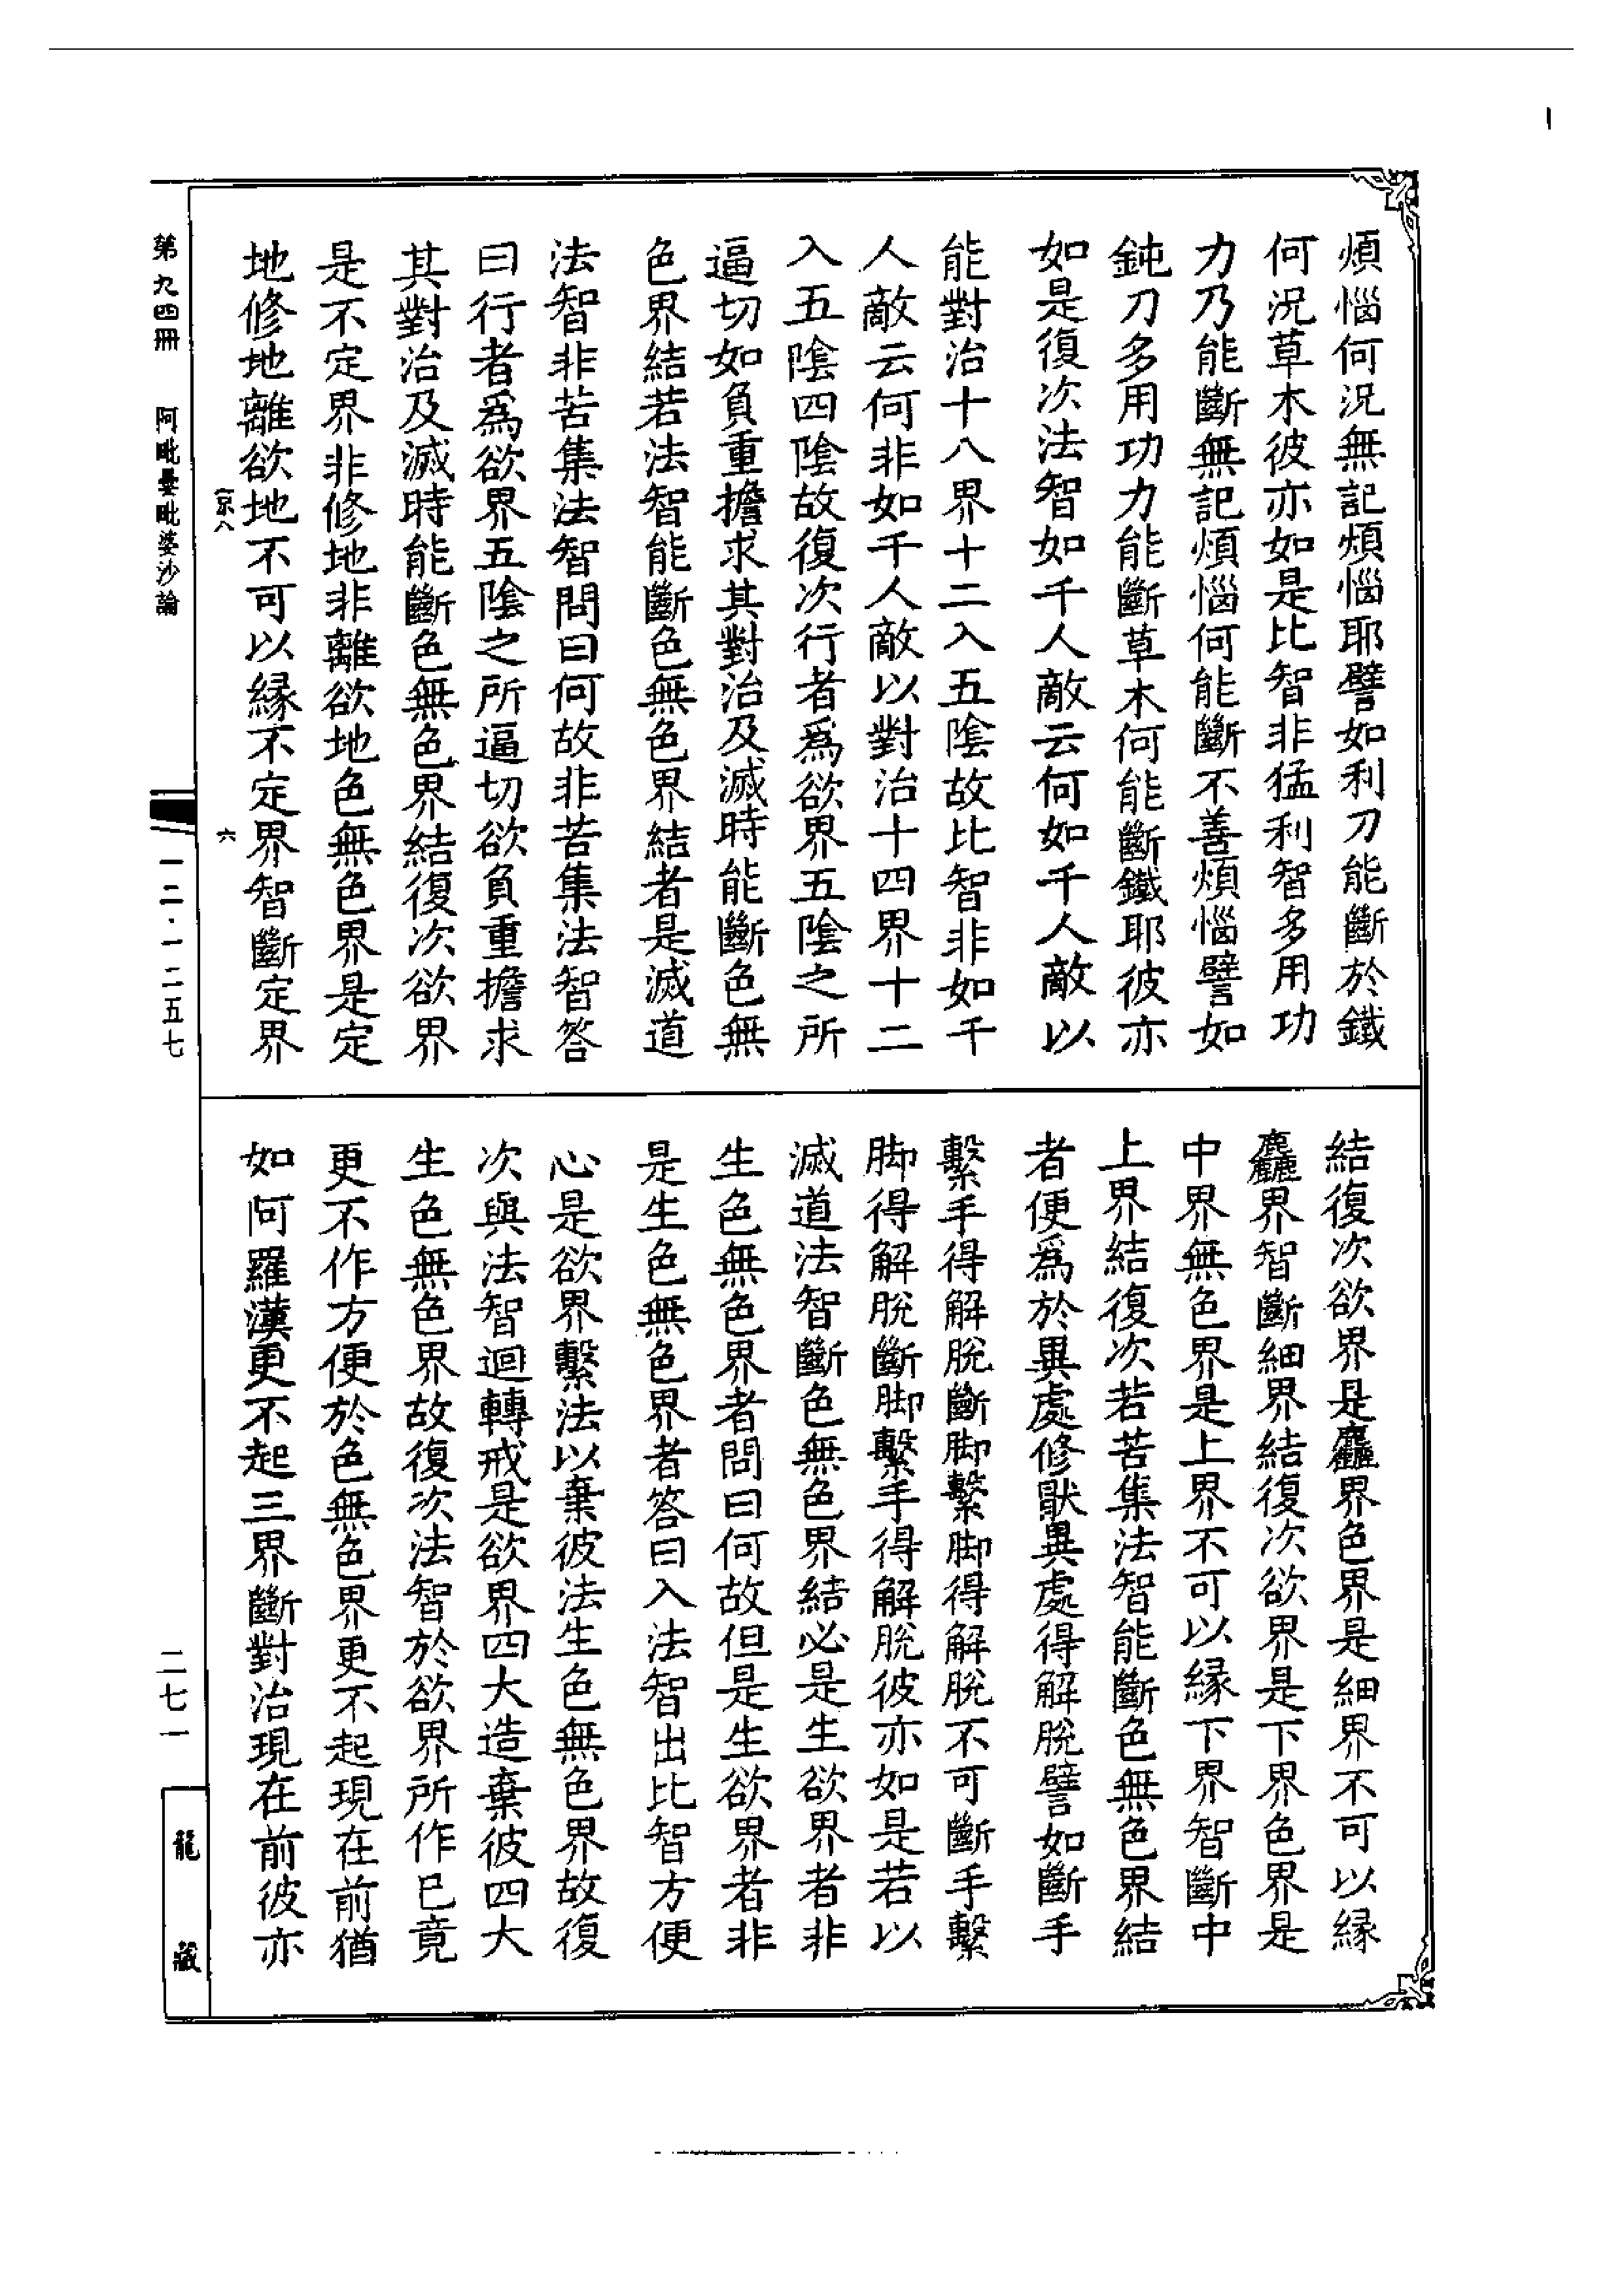 煩惱何況無記煩惱耶譬如利刀能斷於鐵
何況草木彼亦如是比智非猛利智多用功
力乃能斷無記煩惱何能斷不善煩惱譬如
鈍刀多用功力能斷草木何能斷鐵耶彼亦
如是復次法智如千人敵云何如千人敵以
能對治十八界十二入五陰故比智非如千
人敵云何非如千人敵以對治十四界十二
入五陰四陰故復次行者爲欲界五陰之所
逼切如負重擔求其對治及滅時能斷色無
色界結若法智能斷色無色界結者是滅道
法智非苦集法智問曰何故非苦集法智答
曰行者爲欲界五陰之所逼切欲負重擔求
其對治及滅時能斷色無色界結復次欲界
是不定界非修地非離欲地色無色界是定
地修地離欲地不可以縁不定界智斷定界
結復次欲界是麤界色界是細界不可以縁
麤界智斷細界結復次欲界是下界色界是
中界無色界是上界不可以縁下界智斷中
上界結復次若苦集法智能斷色無色界結
者便爲於異處修猒異處得解脫譬如斷手
繫手得解脫斷脚繫脚得解脫不可斷手繫
脚得解脫斷脚繫手得解脫彼亦如是若以
滅道法智斷色無色界結必是生欲界者非
生色無色界者問曰何故但是生欲界者非
是生色無色界者答曰入法智出比智方便
心是欲界繫法以棄彼法生色無色界故復
次與法智迴轉戒是欲界四大造棄彼四大
生色無色界故復次法智於欲界所作已竟
更不作方便於色無色界更不起現在前猶
如阿羅漢更不起三界斷對治現在前彼亦
京八
六
第九四冊
阿毗曇毗婆沙論
一二·一二五七
二七一
龍藏